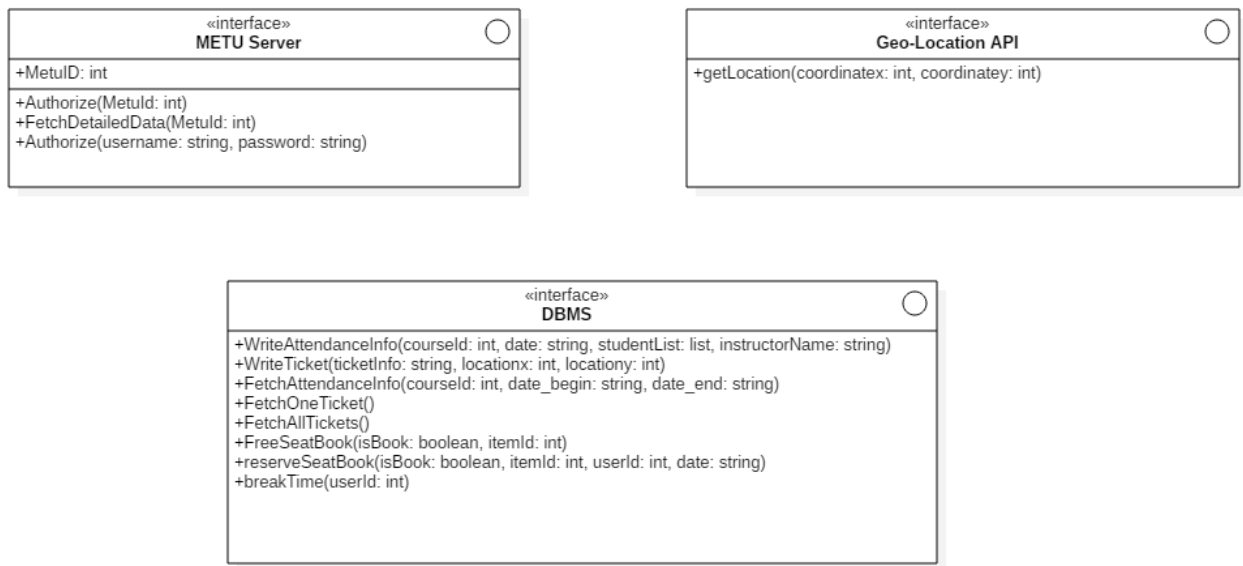 «interface»
METU Server
+MetuID: int
+Authorize(MetuId: int)
+FetchDetailedData(MetuId: int)
+Authorize(username: string, password: string)
«interface»
Geo-Location API
+getLocation(coordinatex: int, coordinatey: int)
«interface»
DBMS
+WriteAttendanceInfo(courseId: int, date: string, studentList: list, instructorName: string)
+WriteTicket(ticketInfo: string, locationx: int, locationy: int)
+FetchAttendanceInfo(courseId: int, date_begin: string, date_end: string)
+FetchOneTicket()
+FetchAllTickets()
+FreeSeatBook(isBook: boolean, itemId: int)
+reserveSeatBook(isBook: boolean, itemId: int, userId: int, date: string)
+breakTime(userId: int)